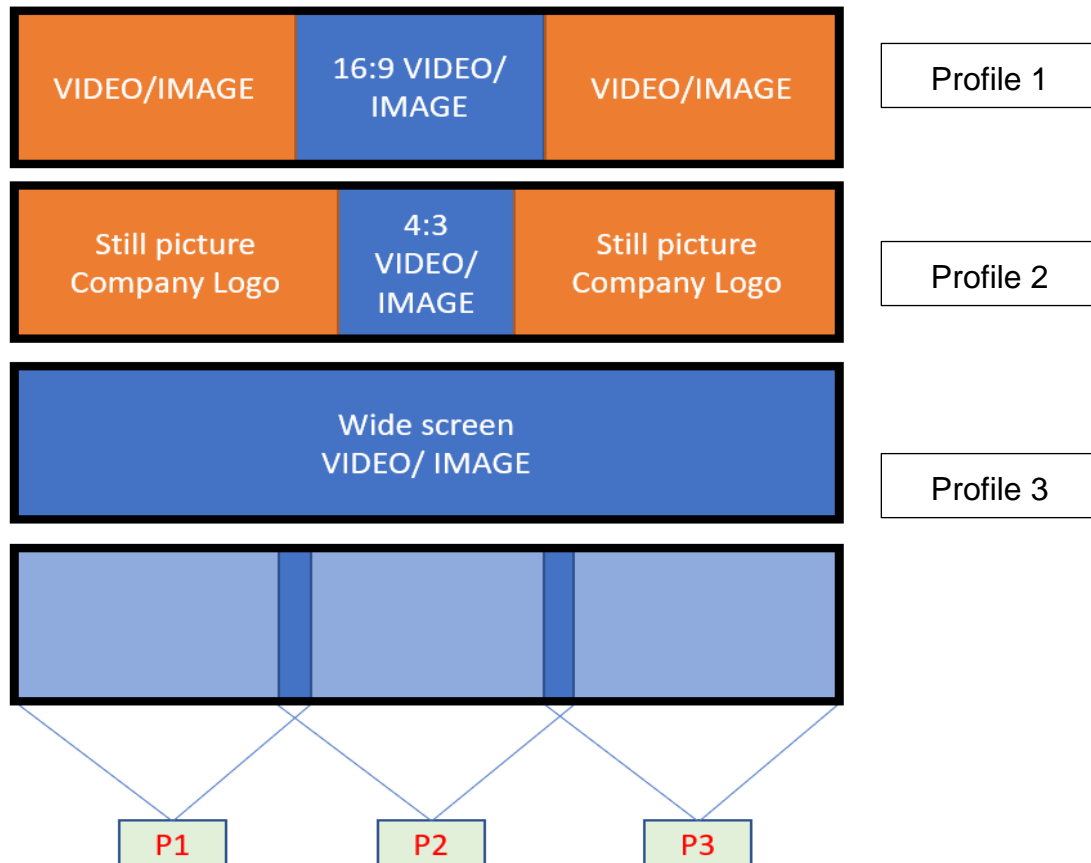 VIDEO/IMAGE
16:9 VIDEO/
IMAGE
VIDEO/IMAGE
Profile 1
Still picture
Company Logo
4:3
VIDEO/
IMAGE
Still picture
Company Logo
Profile 2
Wide screen
VIDEO/ IMAGE
Profile 3
P1
P2
P3